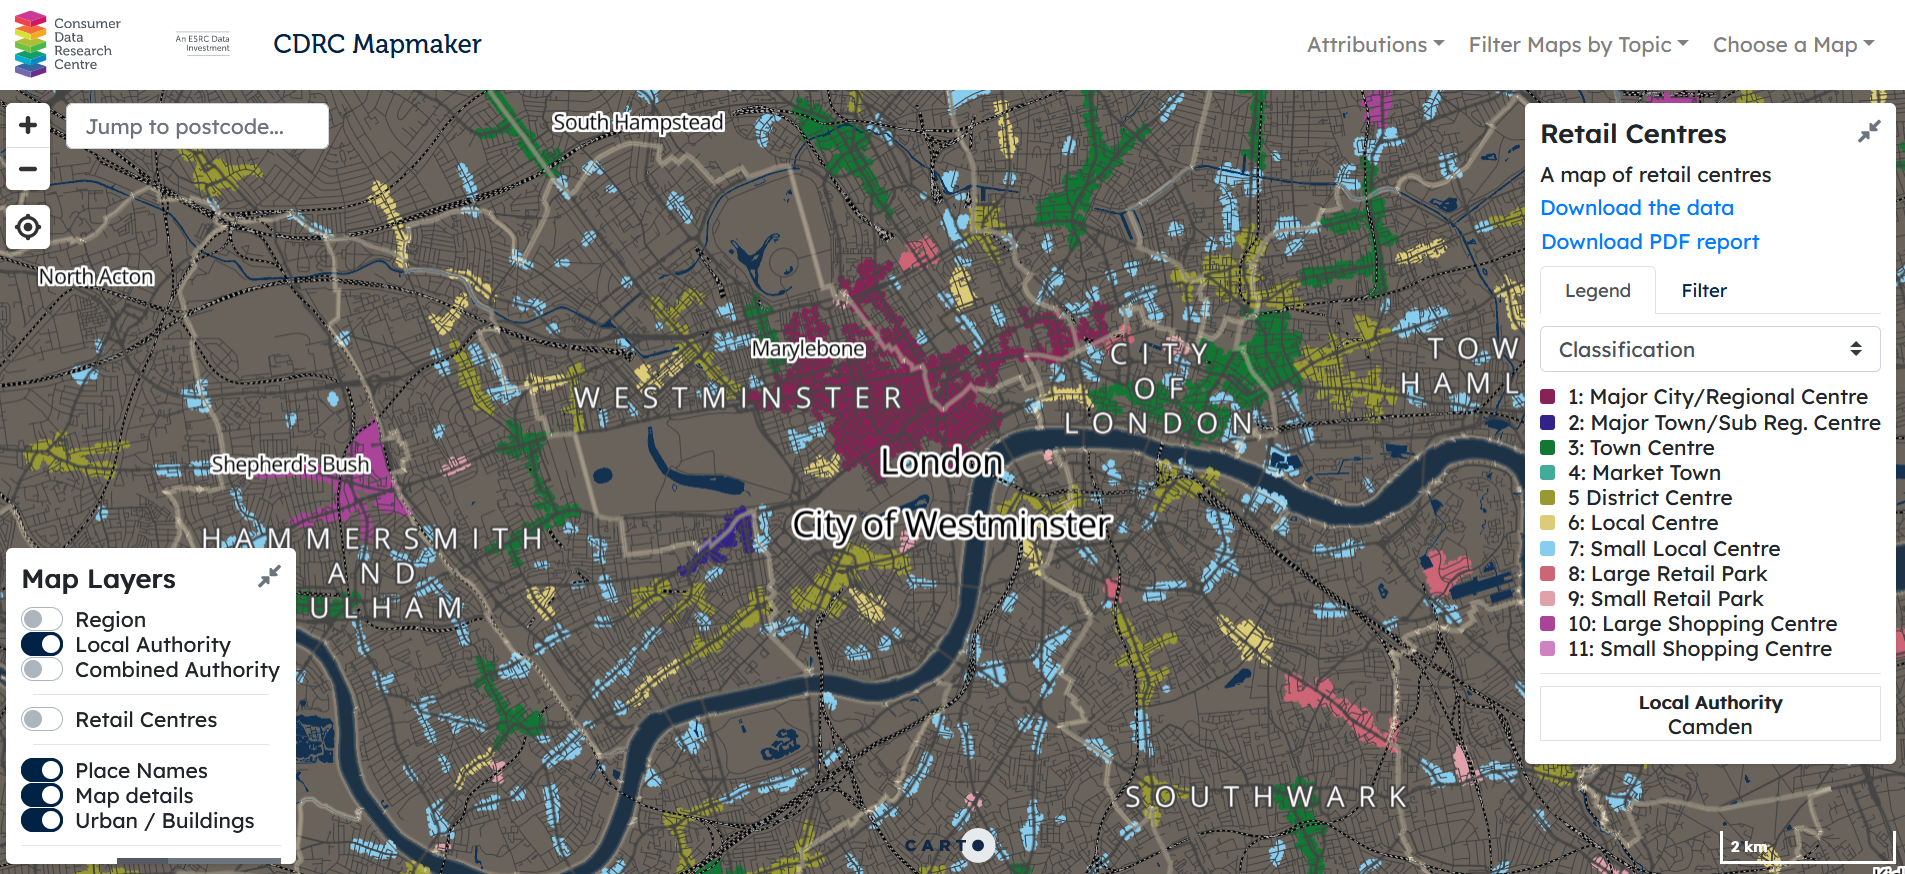 Consumer
Data
Research
Centre
An ESRC Data
Investment
CDRC Mapmaker
Attributions
Filter Maps by Topic
Choose a Map
+
Jump to postcode...
−
South Hampstead
North Acton
Marylebone
WESTMINSTER
CITY
OF
LONDON
TOW
HAML
Shepherd's Bush
London
City of Westminster
HAMMERSMITH
AND
ULHAM
SOUTHWARK
Map Layers
Region
Local Authority
Combined Authority
Retail Centres
Place Names
Map details
Urban / Buildings
Retail Centres
A map of retail centres
Download the data
Download PDF report
Legend
Filter
Classification
1: Major City/Regional Centre
2: Major Town/Sub Reg. Centre
3: Town Centre
4: Market Town
5 District Centre
6: Local Centre
7: Small Local Centre
8: Large Retail Park
9: Small Retail Park
10: Large Shopping Centre
11: Small Shopping Centre
Local Authority
Camden
CARTO
2 km